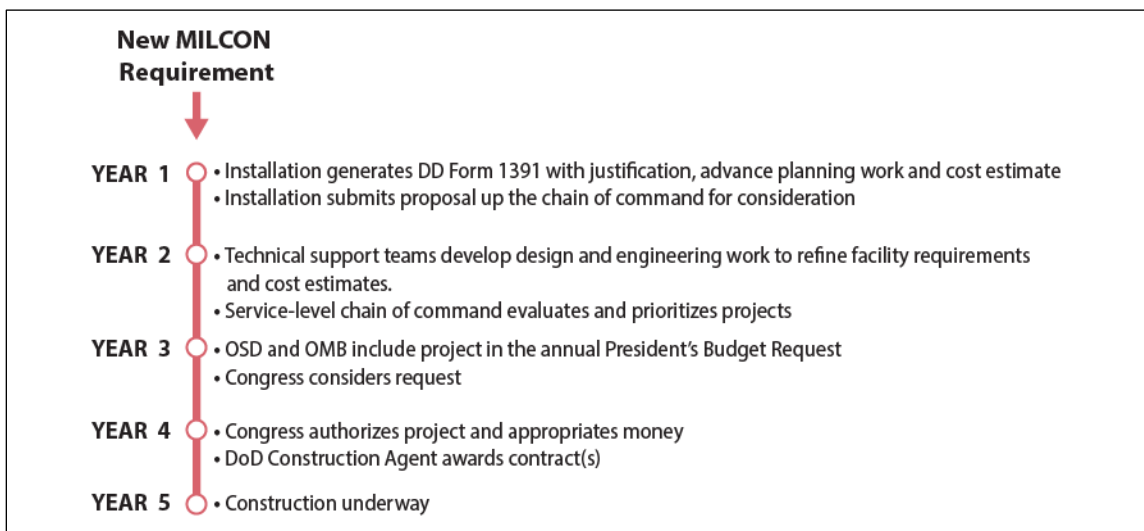 New MILCON
Requirement
YEAR 1 • Installation generates DD Form 1391 with justification, advance planning work and cost estimate
• Installation submits proposal up the chain of command for consideration
YEAR 2 • Technical support teams develop design and engineering work to refine facility requirements
and cost estimates.
• Service-level chain of command evaluates and prioritizes projects
YEAR 3 • OSD and OMB include project in the annual President's Budget Request
• Congress considers request
YEAR 4 • Congress authorizes project and appropriates money
• DoD Construction Agent awards contract(s)
YEAR 5 • Construction underway